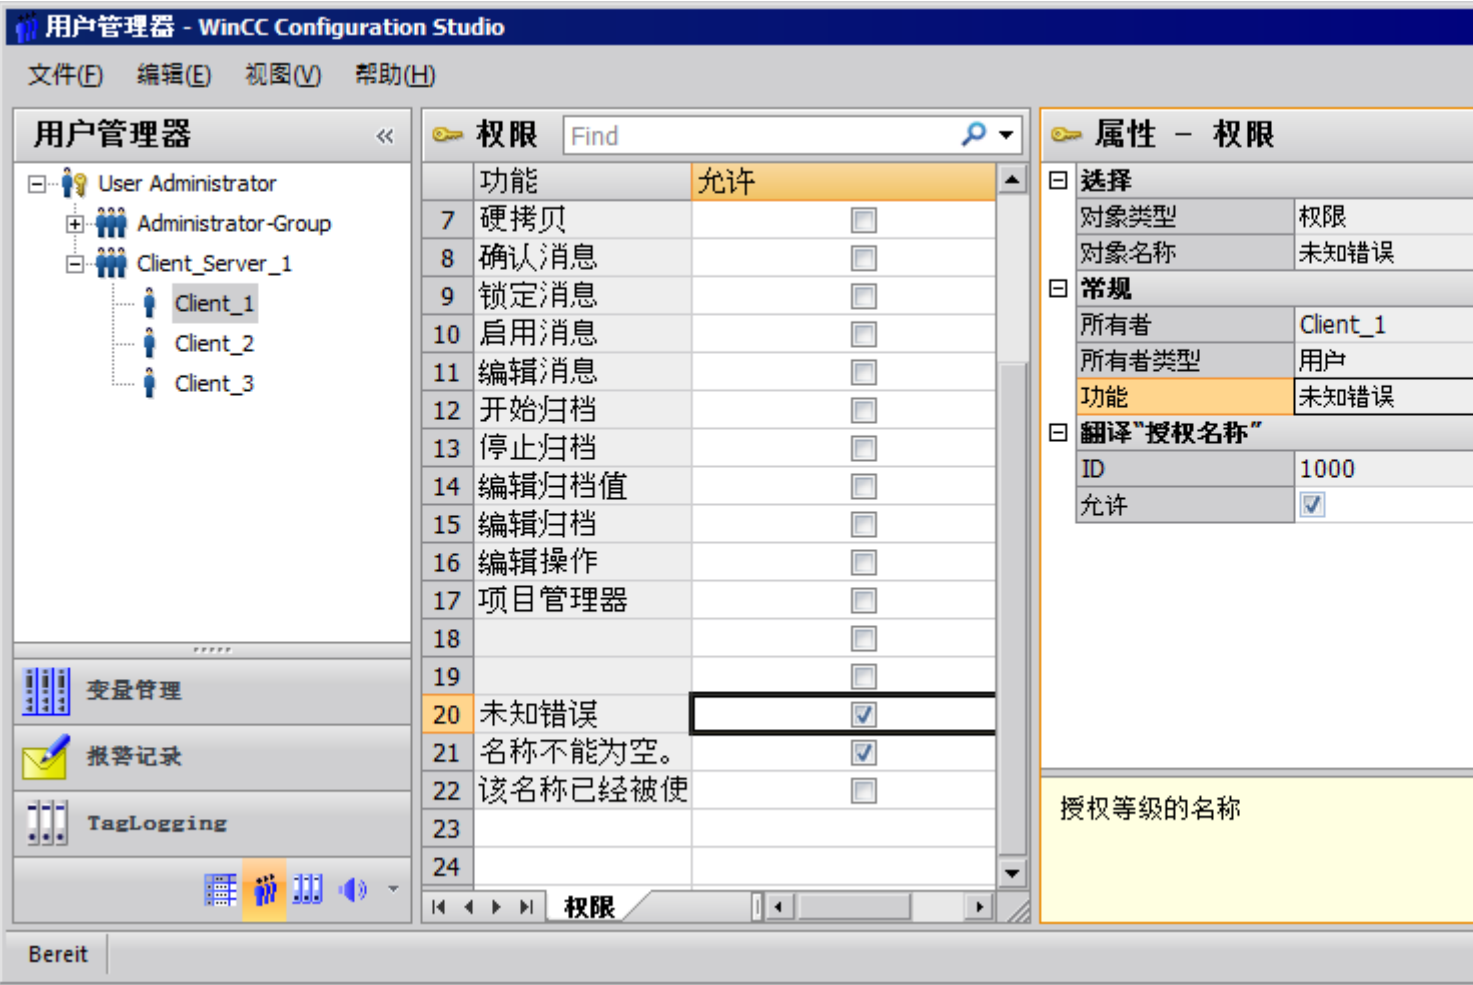 用户管理器 - WinCC Configuration Studio
文件(F) 编辑(E) 视图(V) 帮助(H)
用户管理器 «
User Administrator
Administrator-Group
Client_Server_1
Client_1
Client_2
Client_3
变量管理
报警记录
TagLogging
权限 Find
功能 允许
7 硬拷贝
8 确认消息
9 锁定消息
10 启用消息
11 编辑消息
12 开始归档
13 停止归档
14 编辑归档值
15 编辑归档
16 编辑操作
17 项目管理器
18
19
20 未知错误
21 名称不能为空。
22 该名称已经被使
23
24
权限
属性 - 权限
选择
对象类型 权限
对象名称 未知错误
常规
所有者 Client_1
所有者类型 用户
功能 未知错误
翻译"授权名称"
ID 1000
允许
授权等级的名称
Bereit